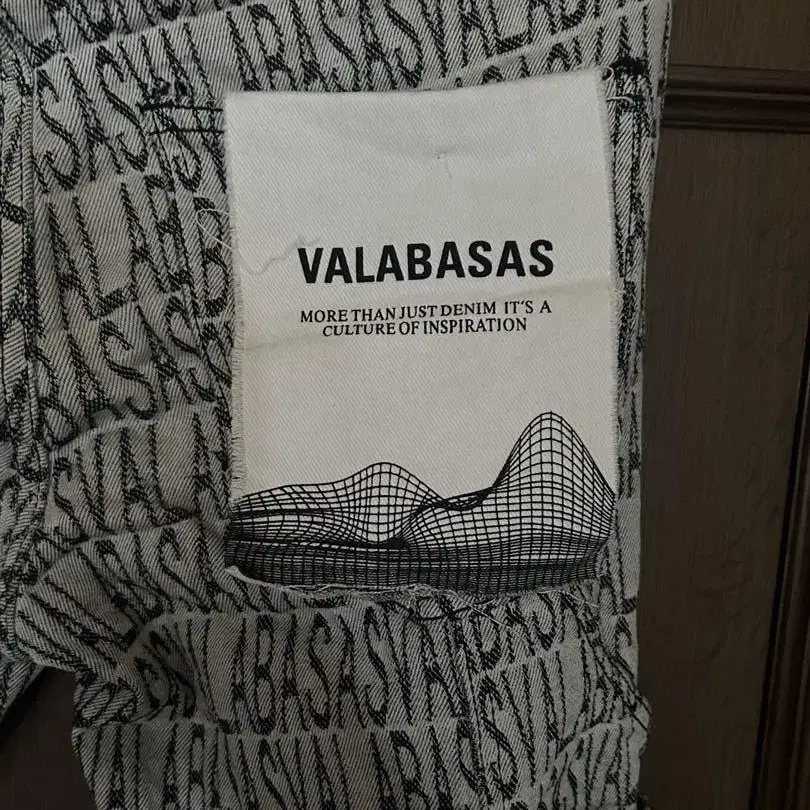 VALABASAS
MORE THAN JUST DENIM IT'S A
CULTURE OF INSPIRATION